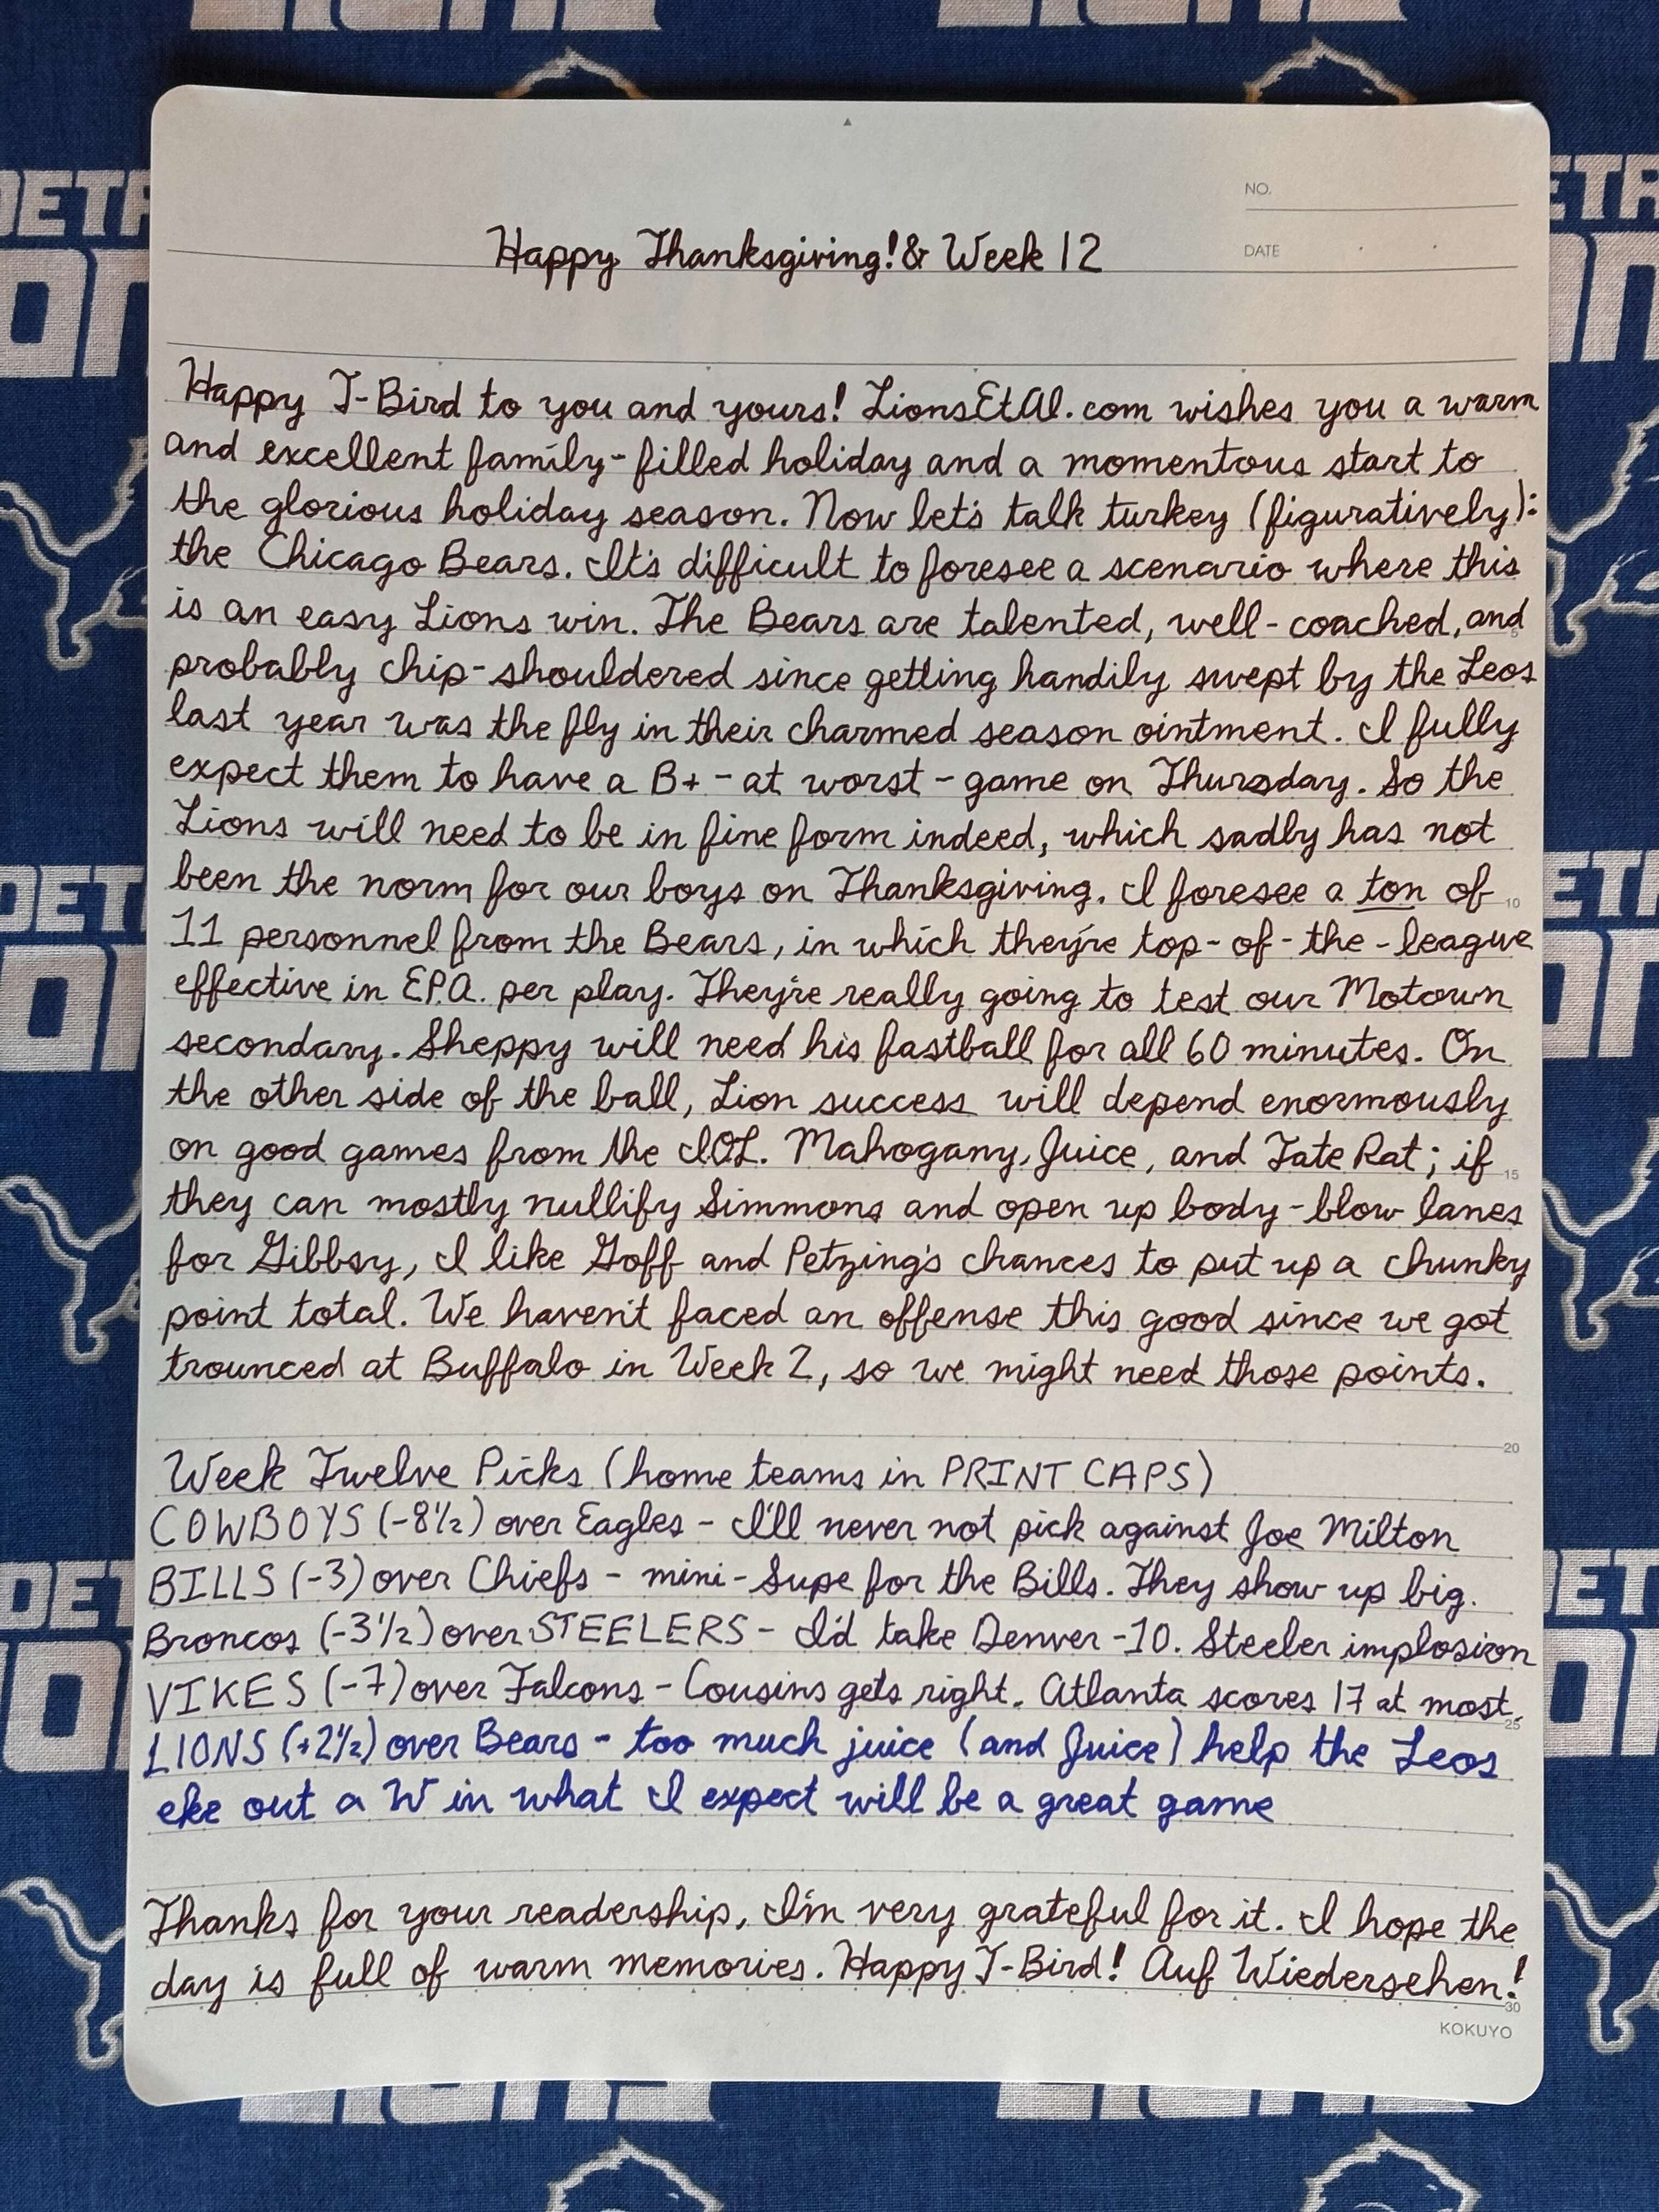 NO.
DATE
Happy Thanksgiving! & Week 12
Happy T-Bird to you and yours! LionsEtAl.com wishes you a warm
and excellent family-filled holiday and a momentous start to
the glorious holiday season. Now let's talk turkey (figuratively):
the Chicago Bears. It's difficult to foresee a scenario where this
is an easy Lions win. The Bears are talented, well-coached, and
probably chip-shouldered since getting handily swept by the Leos
last year was the fly in their charmed season ointment. I fully
expect them to have a B+ - at worst - game on Thursday. So the
Lions will need to be in fine form indeed, which sadly has not
been the norm for our boys on Thanksgiving. I foresee a ton of
10
11 personnel from the Bears, in which they're top-of-the-league
effective in E.P.A. per play. They're really going to test our Motown
secondary. Sheppy will need his fastball for all 60 minutes. On
the other side of the ball, Lion success will depend enormously
on good games from the IOL. Mahogany, Juice, and Tate Rat; if
15
they can mostly nullify Simmons and open up body-blow lanes
for Gibbsy, I like Goff and Petzing's chances to put up a chunky
point total. We haven't faced an offense this good since we got
trounced at Buffalo in Week 2, so we might need those points.
20
Week Twelve Picks (home teams in PRINT CAPS)
COWBOYS (-8 1/2) over Eagles - I'll never not pick against Joe Milton
BILLS (-3) over Chiefs - mini-Supe for the Bills. They show up big.
Broncos (-3 1/2) over STEELERS - I'd take Denver -10. Steeler implosion
VIKES (-7) over Falcons - Cousins gets right. Atlanta scores 17 at most.
25
LIONS (+2 1/2) over Bears - too much juice (and Juice) help the Leos
eke out a W in what I expect will be a great game
Thanks for your readership, I'm very grateful for it. I hope the
day is full of warm memories. Happy T-Bird! Auf Wiedersehen!
30
KOKUYO